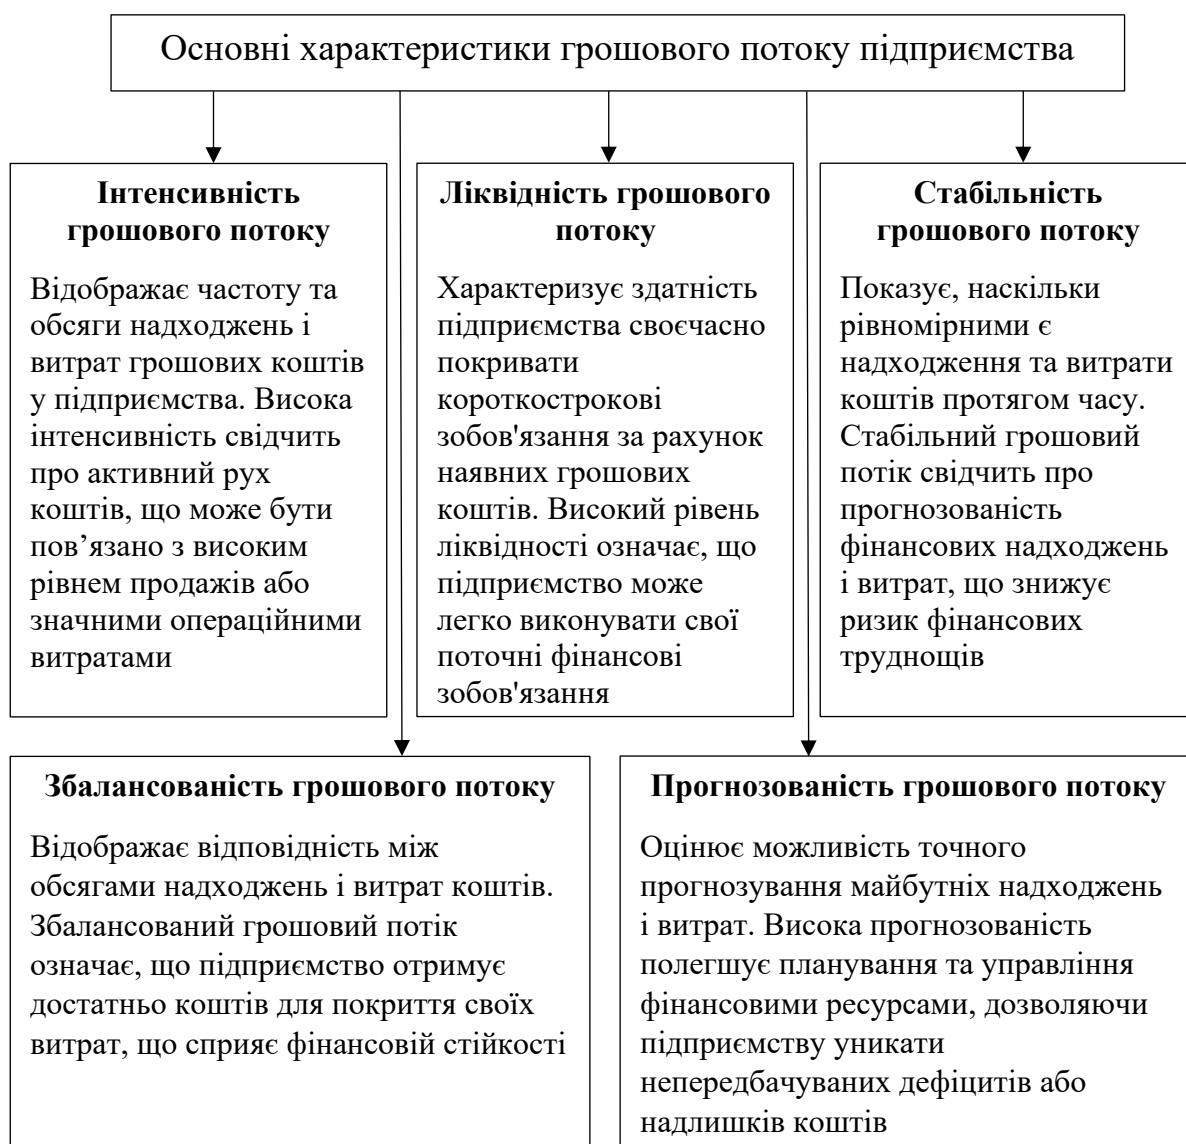 Основні характеристики грошового потоку підприємства
Інтенсивність
грошового потоку
Відображає частоту та
обсяги надходжень і
витрат грошових коштів
у підприємства. Висока
інтенсивність свідчить
про активний рух
коштів, що може бути
пов’язано з високим
рівнем продажів або
значними операційними
витратами
Ліквідність грошового
потоку
Характеризує здатність
підприємства своєчасно
покривати
короткострокові
зобов'язання за рахунок
наявних грошових
коштів. Високий рівень
ліквідності означає, що
підприємство може
легко виконувати свої
поточні фінансові
зобов'язання
Стабільність
грошового потоку
Показує, наскільки
рівномірними є
надходження та витрати
коштів протягом часу.
Стабільний грошовий
потік свідчить про
прогнозованість
фінансових надходжень
і витрат, що знижує
ризик фінансових
труднощів
Збалансованість грошового потоку
Відображає відповідність між
обсягами надходжень і витрат коштів.
Збалансований грошовий потік
означає, що підприємство отримує
достатньо коштів для покриття своїх
витрат, що сприяє фінансовій стійкості
Прогнозованість грошового потоку
Оцінює можливість точного
прогнозування майбутніх надходжень
і витрат. Висока прогнозованість
полегшує планування та управління
фінансовими ресурсами, дозволяючи
підприємству уникати
непередбачуваних дефіцитів або
надлишків коштів